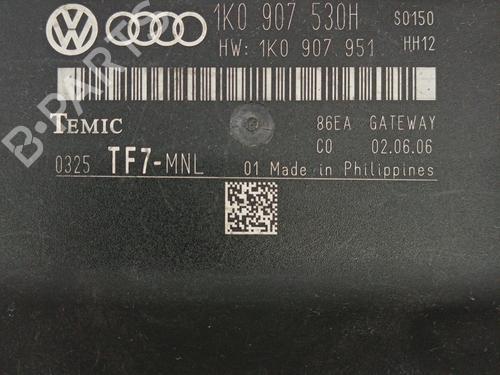 1K0 907 530H S0150
HW: 1K0 907 951 HH12
TEMIC
86EA GATEWAY
C0 02.06.06
0325 TF7-MNL 01 Made in Philippines
B-PARTS